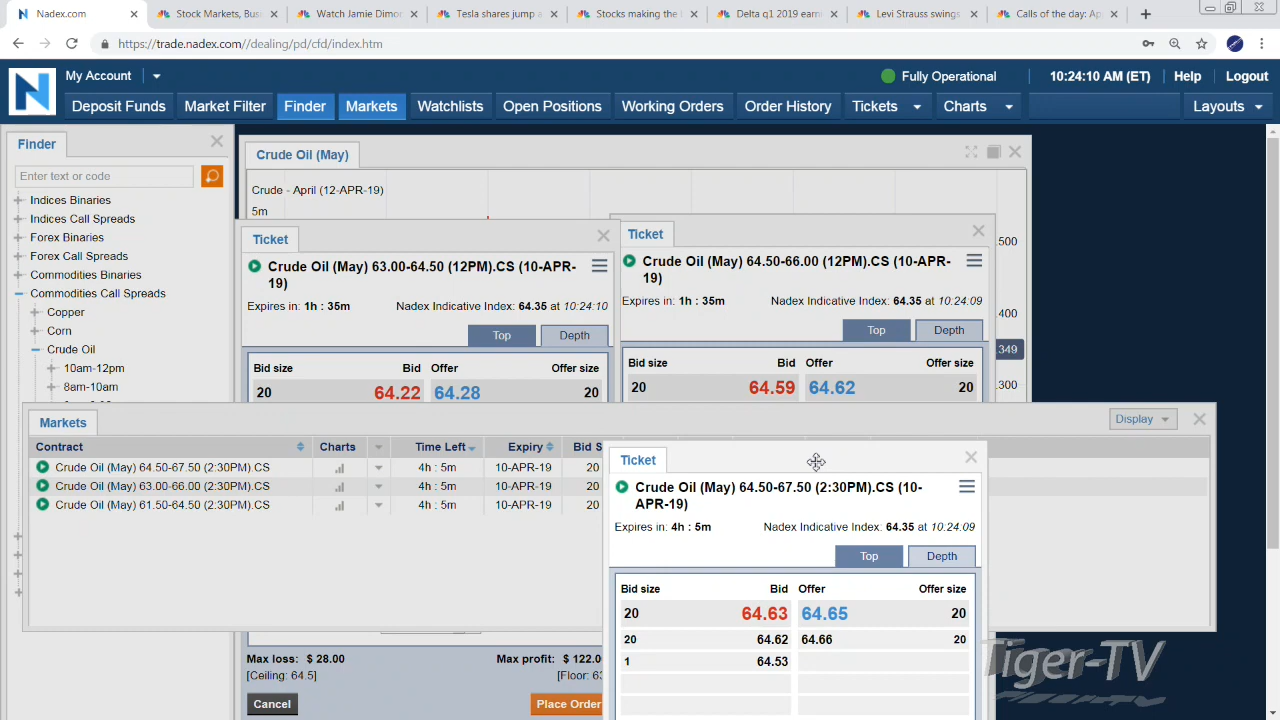 Nadex.com
Stock Markets, Busi
Watch Jamie Dimo
Tesla shares jump a
Stocks making the l
Delta q1 2019 earn
Levi Strauss swings
Calls of the day: Ap
https://trade.nadex.com//dealing/pd/cfd/index.htm
My Account
Fully Operational
10:24:10 AM (ET)
Help
Logout
Deposit Funds
Market Filter
Finder
Markets
Watchlists
Open Positions
Working Orders
Order History
Tickets
Charts
Layouts
Finder
Enter text or code
Indices Binaries
Indices Call Spreads
Forex Binaries
Forex Call Spreads
Commodities Binaries
Commodities Call Spreads
Copper
Corn
Crude Oil
10am-12pm
8am-10am
Crude Oil (May)
Crude - April (12-APR-19)
5m
.500
.400
349
.300
Ticket
Crude Oil (May) 63.00-64.50 (12PM).CS (10-APR-
19)
Expires in: 1h : 35m
Nadex Indicative Index: 64.35 at 10:24:10
Top
Depth
Bid size Bid Offer Offer size
20 64.22 64.28 20
Ticket
Crude Oil (May) 64.50-66.00 (12PM).CS (10-APR-
19)
Expires in: 1h : 35m
Nadex Indicative Index: 64.35 at 10:24:09
Top
Depth
Bid size Bid Offer Offer size
20 64.59 64.62 20
Markets
Display
Contract Charts Time Left Expiry Bid S
Crude Oil (May) 64.50-67.50 (2:30PM).CS 4h : 5m 10-APR-19 20
Crude Oil (May) 63.00-66.00 (2:30PM).CS 4h : 5m 10-APR-19 20
Crude Oil (May) 61.50-64.50 (2:30PM).CS 4h : 5m 10-APR-19 20
Ticket
Crude Oil (May) 64.50-67.50 (2:30PM).CS (10-
APR-19)
Expires in: 4h : 5m
Nadex Indicative Index: 64.35 at 10:24:09
Top
Depth
Bid size Bid Offer Offer size
20 64.63 64.65 20
20 64.62 64.66 20
1 64.53
Max loss: $ 28.00
Max profit: $ 122.0
[Ceiling: 64.5]
[Floor: 63
Cancel
Place Order
Tiger-TV